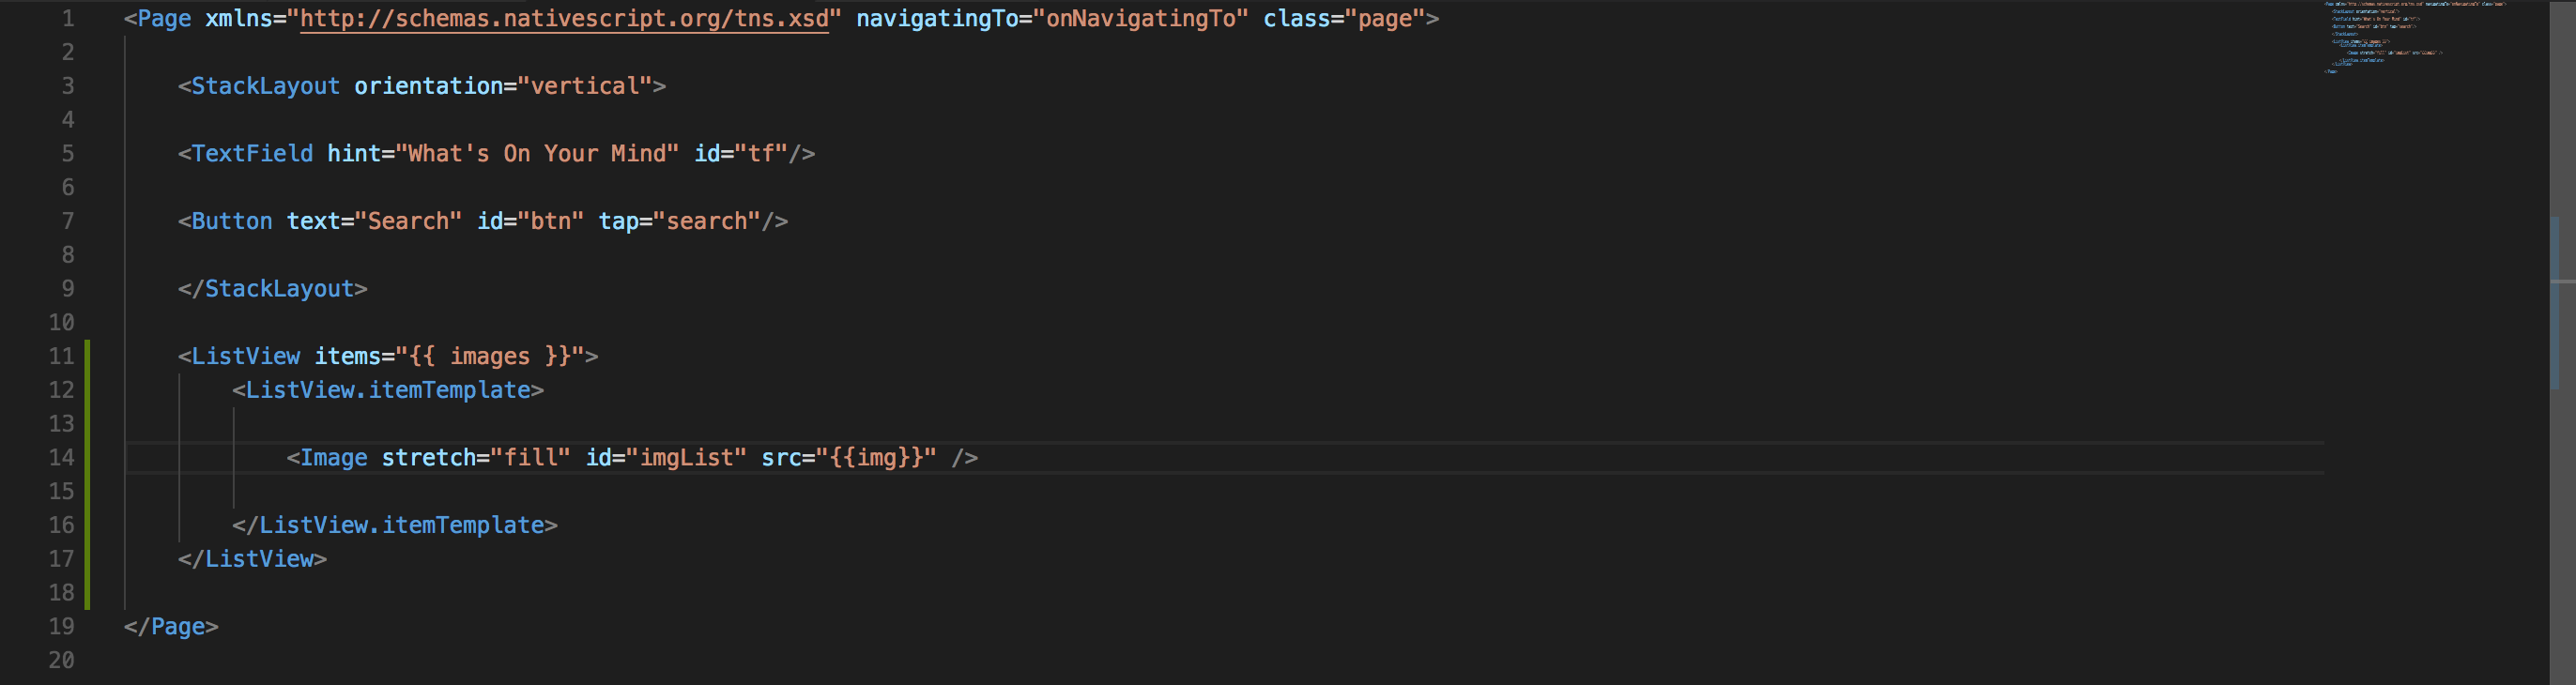 1 <Page xmlns="http://schemas.nativescript.org/tns.xsd" navigatingTo="onNavigatingTo" class="page">
2
3 <StackLayout orientation="vertical">
4
5 <TextField hint="What's On Your Mind" id="tf"/>
6
7 <Button text="Search" id="btn" tap="search"/>
8
9 </StackLayout>
10
11 <ListView items="{{ images }}">
12 <ListView.itemTemplate>
13
14 <Image stretch="fill" id="imgList" src="{{img}}" />
15
16 </ListView.itemTemplate>
17 </ListView>
18
19 </Page>
20